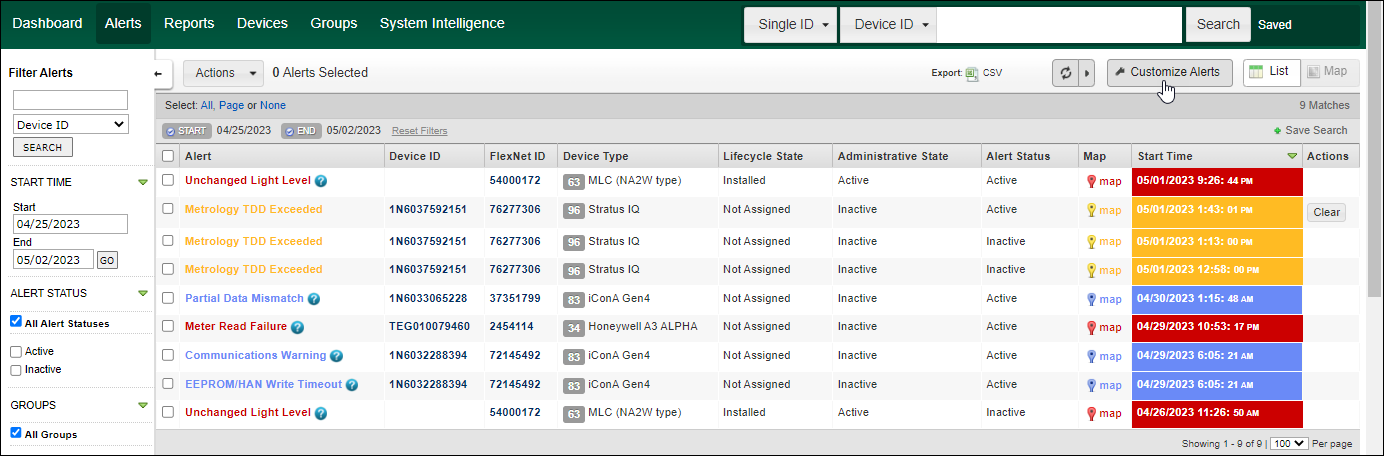 Dashboard Alerts Reports Devices Groups System Intelligence Single ID Device ID Search Saved
Filter Alerts
Device ID
SEARCH
START TIME
Start
04/25/2023
End
05/02/2023 GO
ALERT STATUS
All Alert Statuses
Active
Inactive
GROUPS
All Groups
Actions 0 Alerts Selected Export: CSV Customize Alerts List Map
Select: All, Page or None 9 Matches
START 04/25/2023 END 05/02/2023 Reset Filters Save Search
Alert Device ID FlexNet ID Device Type Lifecycle State Administrative State Alert Status Map Start Time Actions
Unchanged Light Level ? 54000172 63 MLC (NA2W type) Installed Active Active map 05/01/2023 9:26: 44 PM
Metrology TDD Exceeded 1N6037592151 76277306 96 Stratus IQ Not Assigned Inactive Active map 05/01/2023 1:43: 01 PM Clear
Metrology TDD Exceeded 1N6037592151 76277306 96 Stratus IQ Not Assigned Inactive Inactive map 05/01/2023 1:13: 00 PM
Metrology TDD Exceeded 1N6037592151 76277306 96 Stratus IQ Not Assigned Inactive Inactive map 05/01/2023 12:58: 00 PM
Partial Data Mismatch ? 1N6033065228 37351799 83 iConA Gen4 Not Assigned Inactive Active map 04/30/2023 1:15: 48 AM
Meter Read Failure ? TEG010079460 2454114 34 Honeywell A3 ALPHA Not Assigned Inactive Active map 04/29/2023 10:53: 17 PM
Communications Warning ? 1N6032288394 72145492 83 iConA Gen4 Not Assigned Inactive Active map 04/29/2023 6:05: 21 AM
EEPROM/HAN Write Timeout ? 1N6032288394 72145492 83 iConA Gen4 Not Assigned Inactive Active map 04/29/2023 6:05: 21 AM
Unchanged Light Level ? 54000172 63 MLC (NA2W type) Installed Active Inactive map 04/26/2023 11:26: 50 AM
Showing 1 - 9 of 9 | 100 Per page